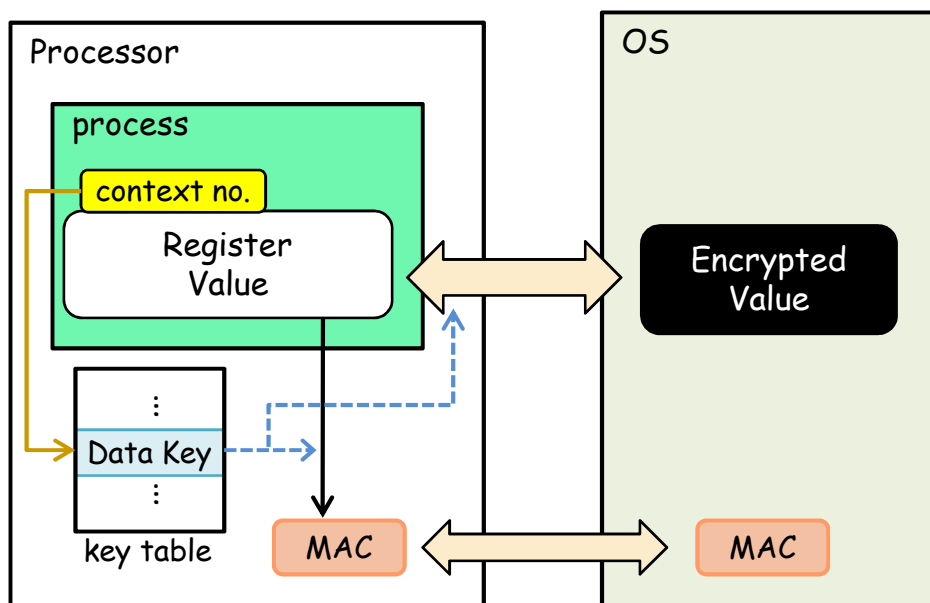 Processor
OS
process
context no.
Register
Value
Encrypted
Value
⋮
Data Key
⋮
key table
MAC
MAC